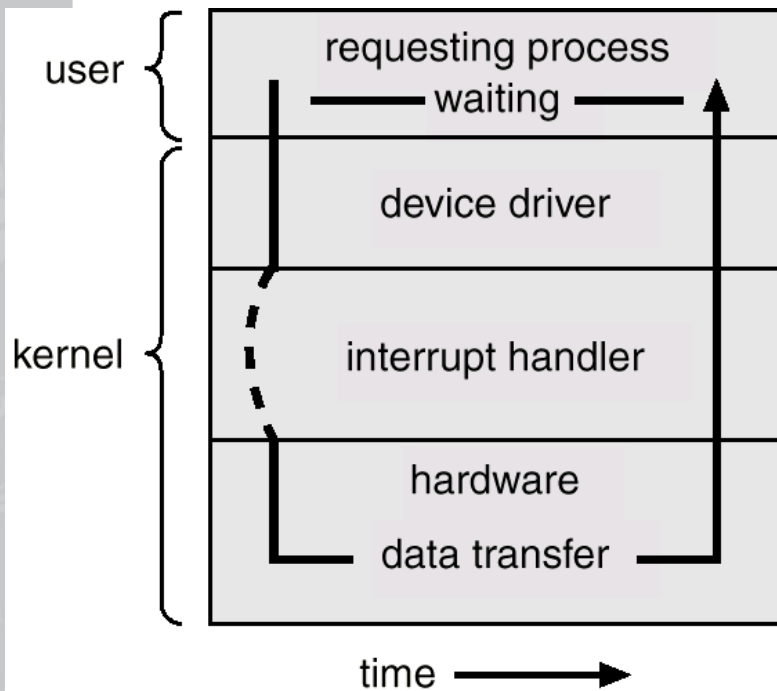 user
requesting process
waiting
device driver
kernel
interrupt handler
hardware
data transfer
time